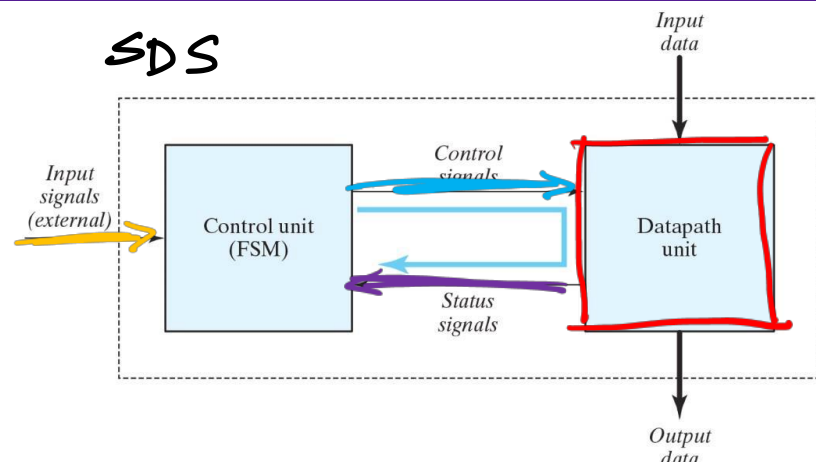 SDS
Input
data
Input
signals
(external)
Control
signals
Control unit
(FSM)
Datapath
unit
Status
signals
Output
data